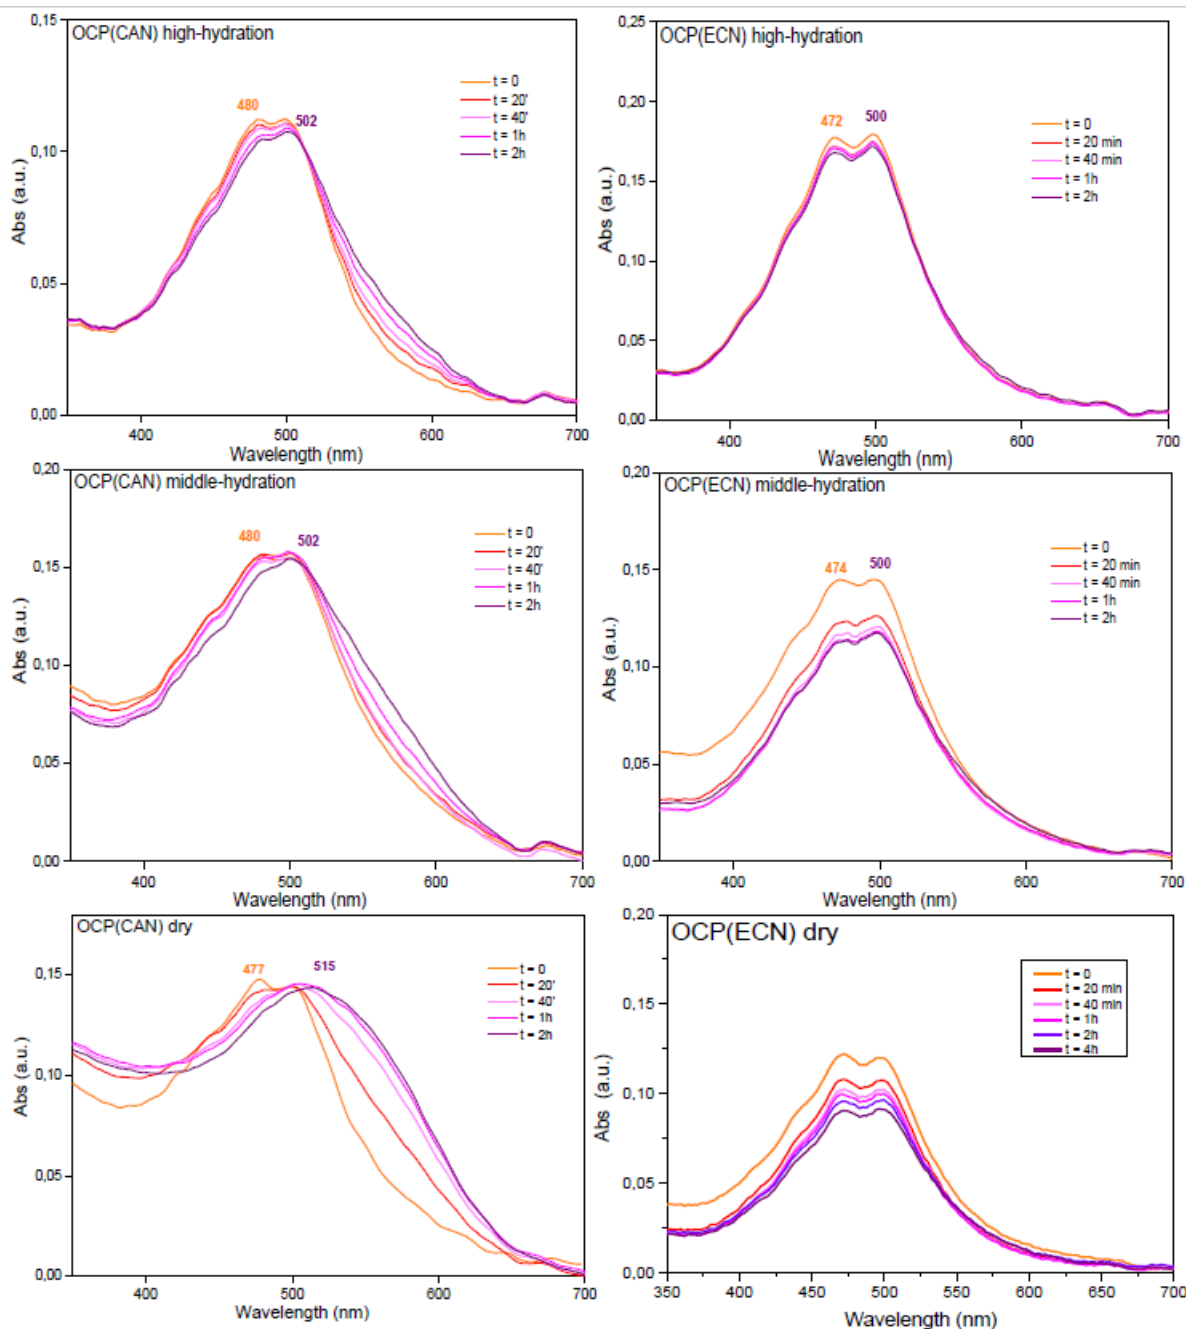 OCP(CAN) high-hydration
0,15
0,10
0,05
0,00
Abs (a.u.)
480
502
t = 0
t = 20'
t = 40'
t = 1h
t = 2h
400
500
600
700
Wavelength (nm)
OCP(ECN) high-hydration
0,25
0,20
0,15
0,10
0,05
0,00
Abs (a.u.)
472
500
t = 0
t = 20 min
t = 40 min
t = 1h
t = 2h
400
500
600
700
Wavelength (nm)
OCP(CAN) middle-hydration
0,20
0,15
0,10
0,05
0,00
Abs (a.u.)
480
502
t = 0
t = 20'
t = 40'
t = 1h
t = 2h
400
500
600
700
Wavelength (nm)
OCP(ECN) middle-hydration
0,20
0,15
0,10
0,05
0,00
Abs (a.u.)
474
500
t = 0
t = 20 min
t = 40 min
t = 1h
t = 2h
400
500
600
700
Wavelength (nm)
OCP(CAN) dry
0,15
0,10
0,05
0,00
Abs (a.u.)
477
515
t = 0
t = 20'
t = 40'
t = 1h
t = 2h
400
500
600
700
Wavelength (nm)
OCP(ECN) dry
0,20
0,15
0,10
0,05
0,00
Abs (a.u.)
t = 0
t = 20 min
t = 40 min
t = 1h
t = 2h
t = 4h
350
400
450
500
550
600
650
700
Wavelength (nm)